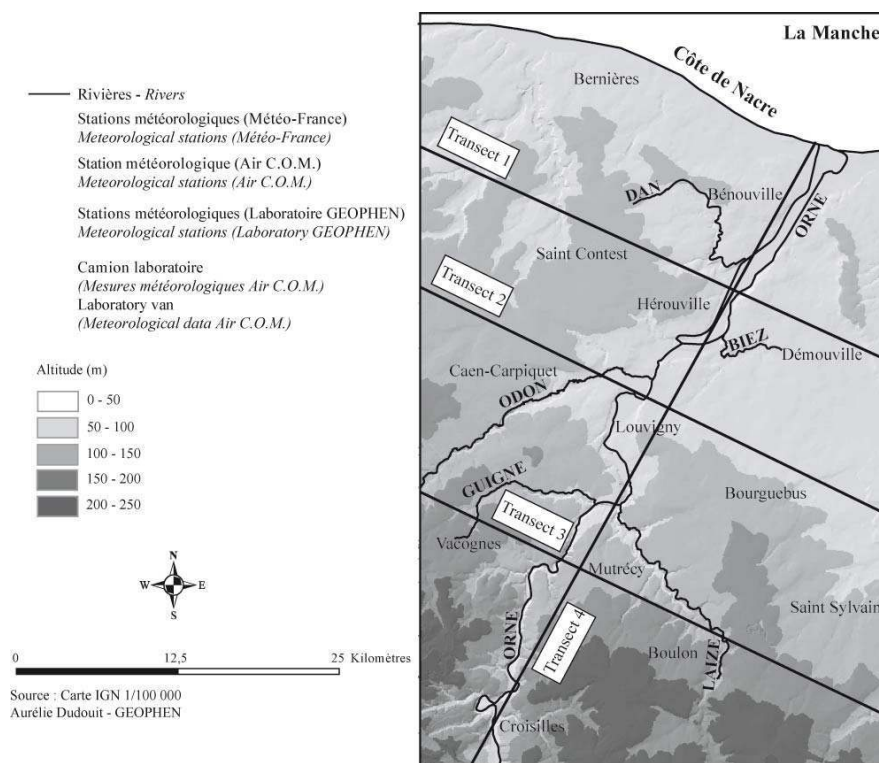 Rivières - Rivers
Stations météorologiques (Météo-France)
Meteorological stations (Météo-France)
Station météorologique (Air C.O.M.)
Meteorological stations (Air C.O.M.)
Stations météorologiques (Laboratoire GEOPHEN)
Meteorological stations (Laboratory GEOPHEN)
Camion laboratoire
(Mesures météorologiques Air C.O.M.)
Laboratory van
(Meteorological data Air C.O.M.)
Altitude (m)
0 - 50
50 - 100
100 - 150
150 - 200
200 - 250
N
W E
S
0 12,5 25 Kilomètres
Source : Carte IGN 1/100 000
Aurélie Dudouit - GEOPHEN
La Manche
Côte de Nacre
Bernières
Transect 1
DAN
Bénouville
ORNE
Saint Contest
Transect 2
Hérouville
BIEZ
Démouville
Caen-Carpiquet
ODON
Louvigny
GUIGNE
Bourguebus
Transect 3
Vacognes
Mutrécy
Saint Sylvain
ORNE
Transect 4
Boulon
LAIZE
Croisilles